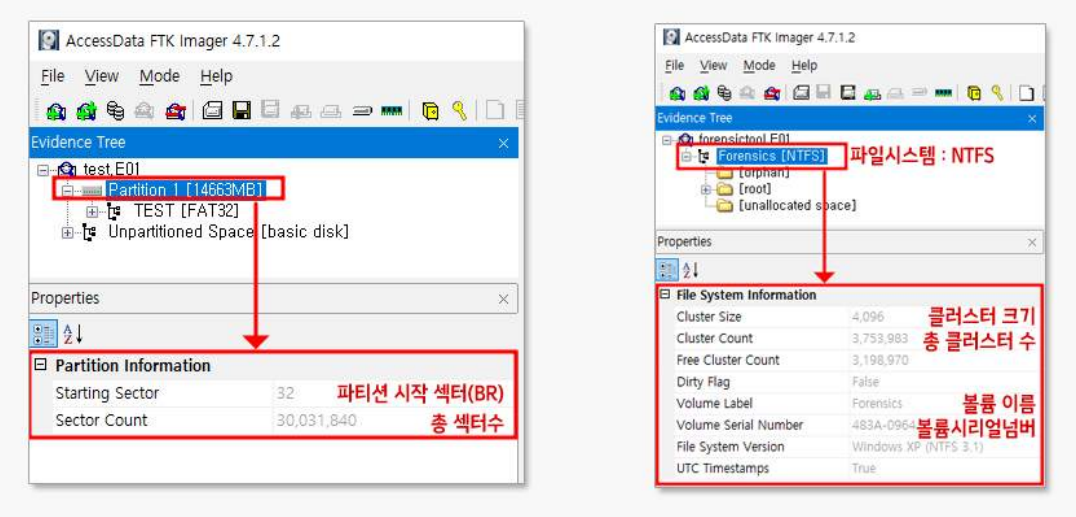 AccessData FTK Imager 4.7.1.2
File View Mode Help
Evidence Tree
test.E01
Partition 1 [14663MB]
TEST [FAT32]
Unpartitioned Space [basic disk]
Properties
Partition Information
Starting Sector 32 파티션 시작 섹터(BR)
Sector Count 30,031,840 총 섹터수
AccessData FTK Imager 4.7.1.2
File View Mode Help
Evidence Tree
forensictool.E01
Forensics [NTFS] 파일시스템 : NTFS
[orphan]
[root]
[unallocated space]
Properties
File System Information
Cluster Size 4,096 클러스터 크기
Cluster Count 3,753,983 총 클러스터 수
Free Cluster Count 3,198,970
Dirty Flag False
Volume Label Forensics 볼륨 이름
Volume Serial Number 483A-0964 볼륨시리얼넘버
File System Version Windows XP (NTFS 3.1)
UTC Timestamps True